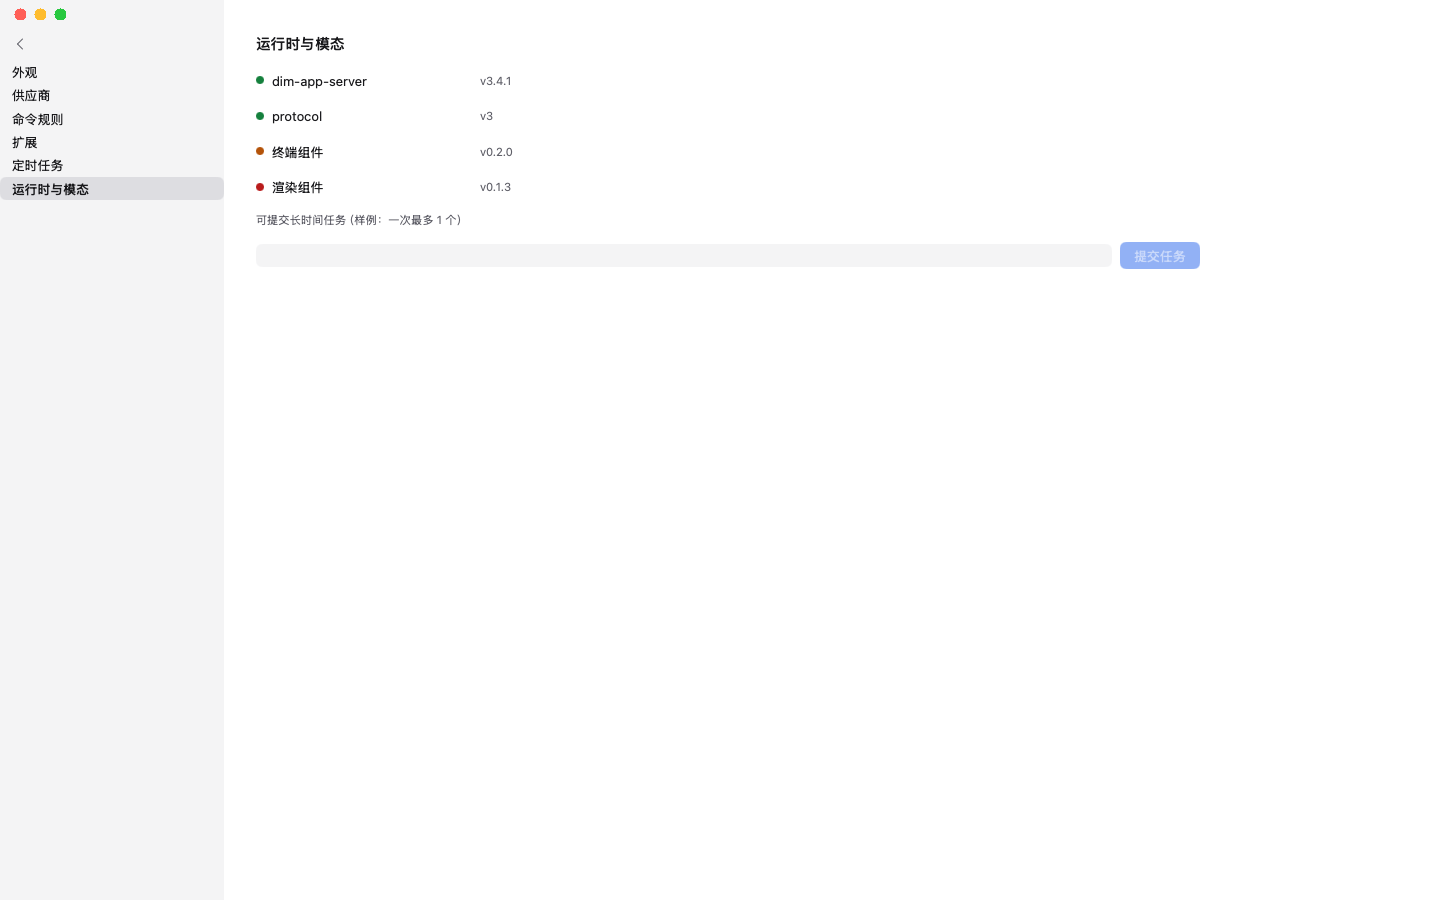 运行时与模态
外观
供应商
命令规则
扩展
定时任务
运行时与模态
dim-app-server v3.4.1
protocol v3
终端组件 v0.2.0
渲染组件 v0.1.3
可提交长时间任务 (样例：一次最多 1 个)
提交任务